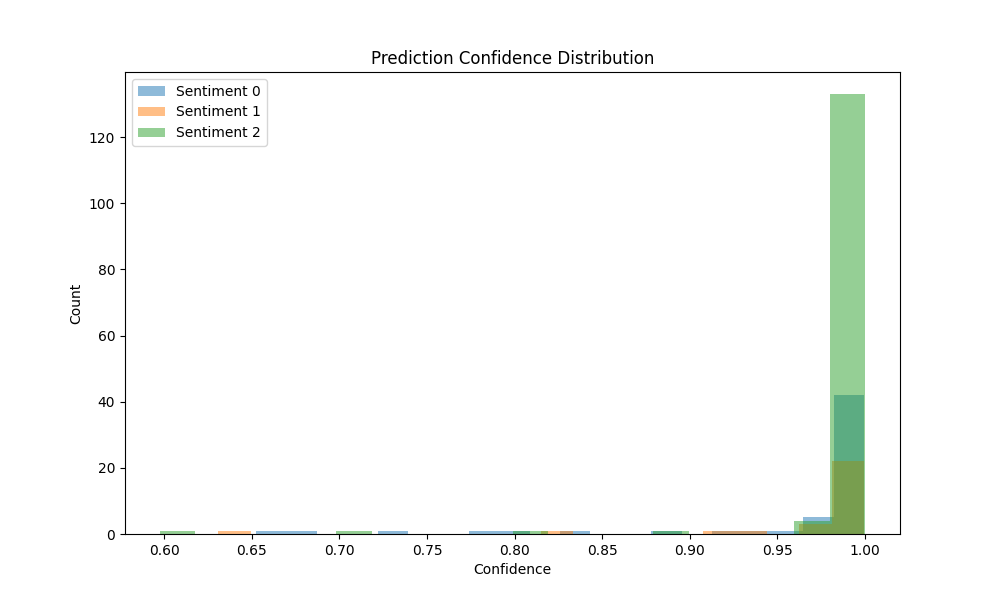 Prediction Confidence Distribution
Sentiment 0
Sentiment 1
Sentiment 2
120
100
80
60
40
20
0
Count
0.60 0.65 0.70 0.75 0.80 0.85 0.90 0.95 1.00
Confidence